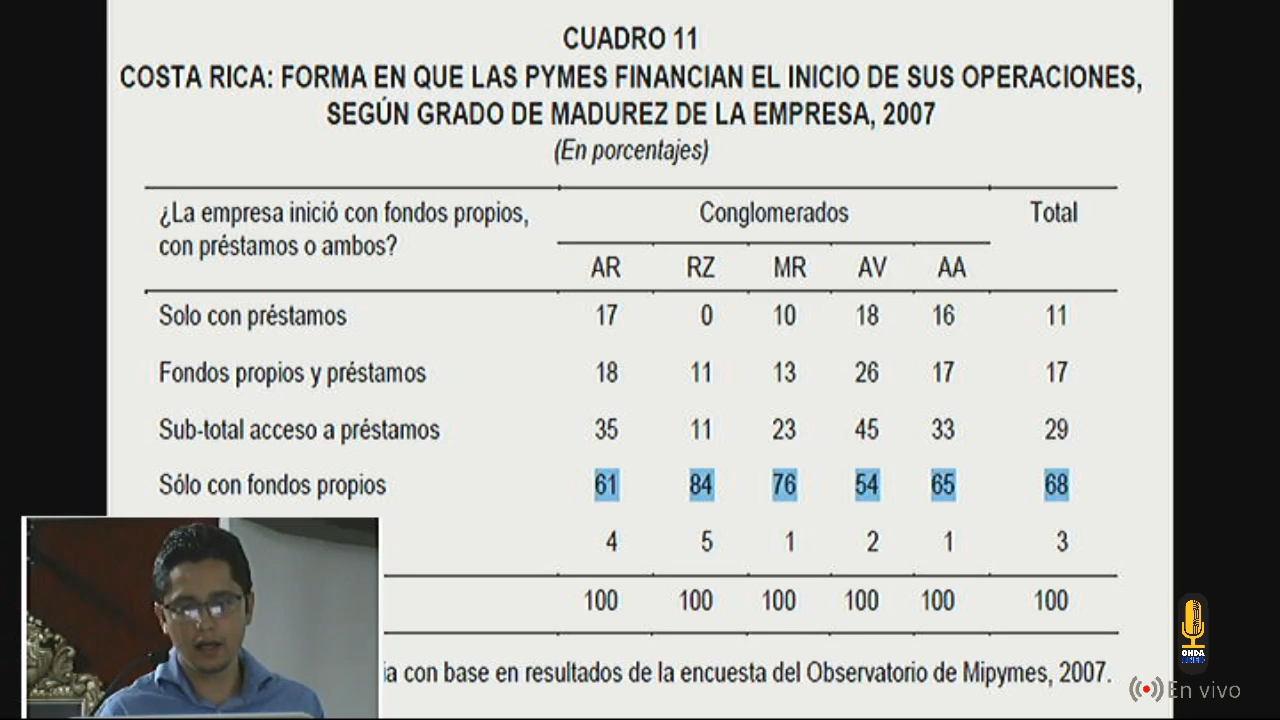 CUADRO 11
COSTA RICA: FORMA EN QUE LAS PYMES FINANCIAN EL INICIO DE SUS OPERACIONES,
SEGÚN GRADO DE MADUREZ DE LA EMPRESA, 2007
(En porcentajes)
¿La empresa inició con fondos propios,
con préstamos o ambos?
Conglomerados Total
AR RZ MR AV AA
Solo con préstamos 17 0 10 18 16 11
Fondos propios y préstamos 18 11 13 26 17 17
Sub-total acceso a préstamos 35 11 23 45 33 29
Sólo con fondos propios 61 84 76 54 65 68
4 5 1 2 1 3
100 100 100 100 100 100
ia con base en resultados de la encuesta del Observatorio de Mipymes, 2007.
ONDA
UNED
En vivo